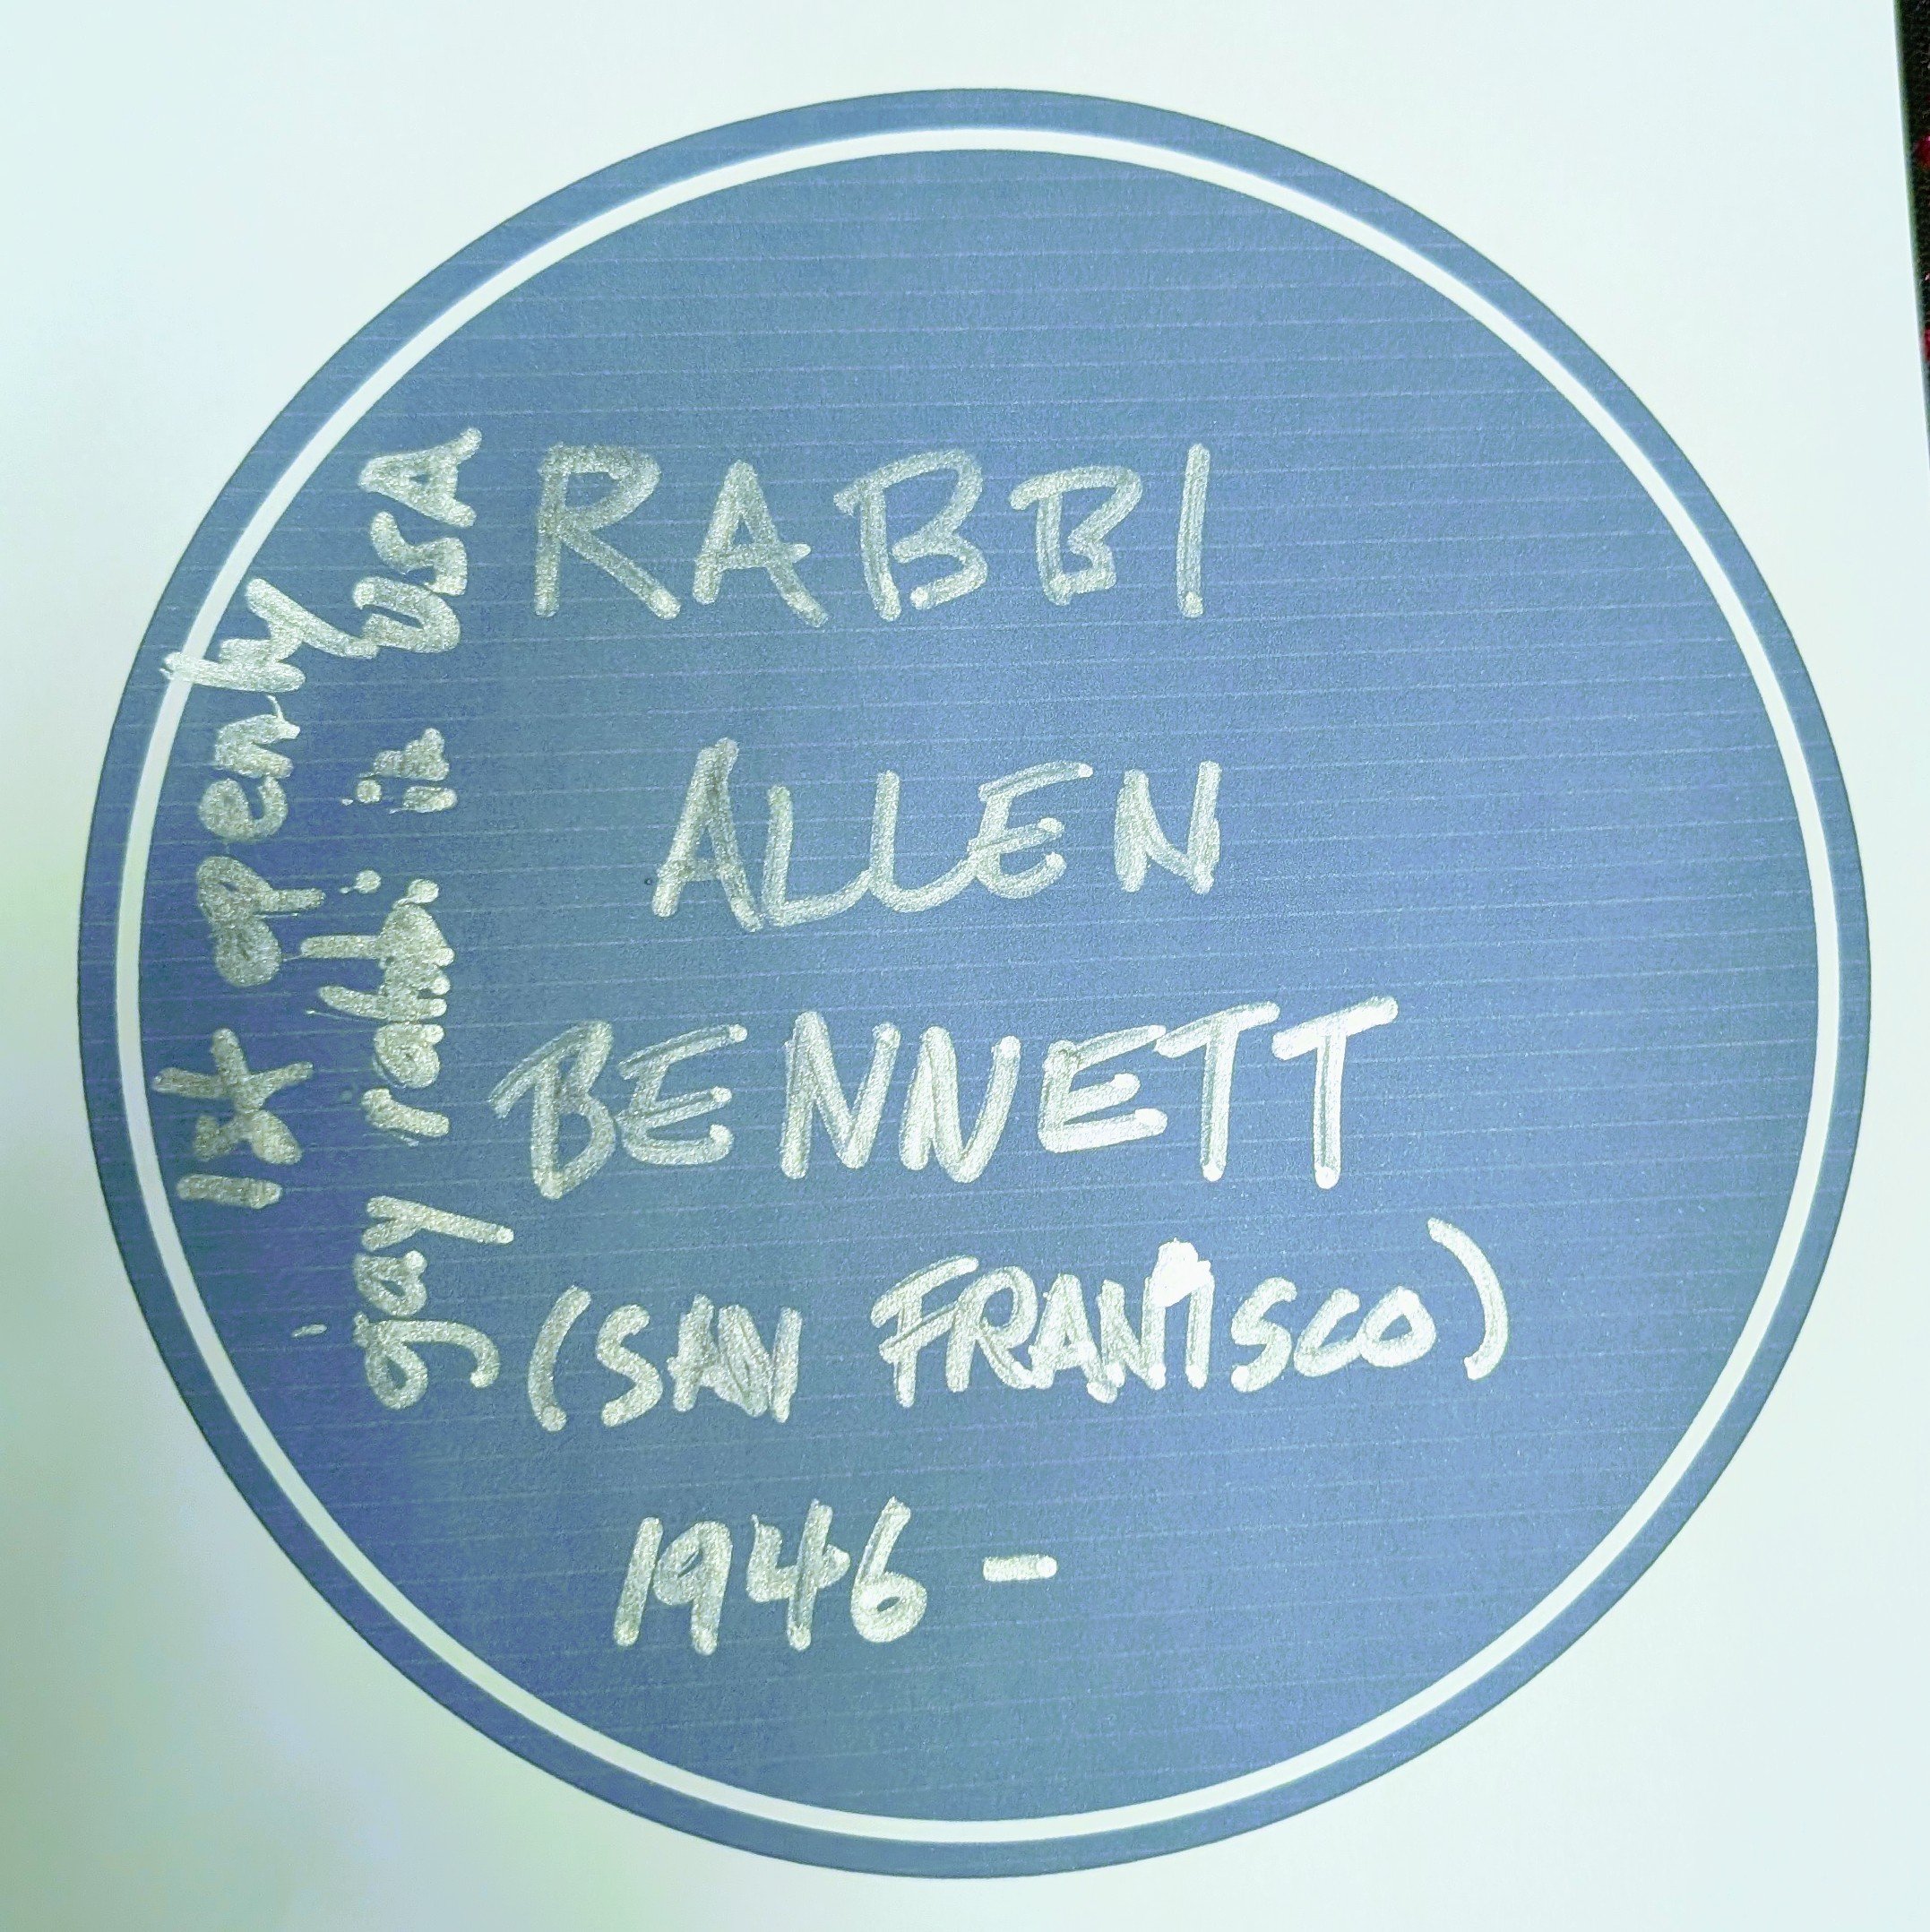 RABBI
ALLEN
BENNETT
(SAN FRANISCO)
1946 -
1st openly
gay rabbi in USA